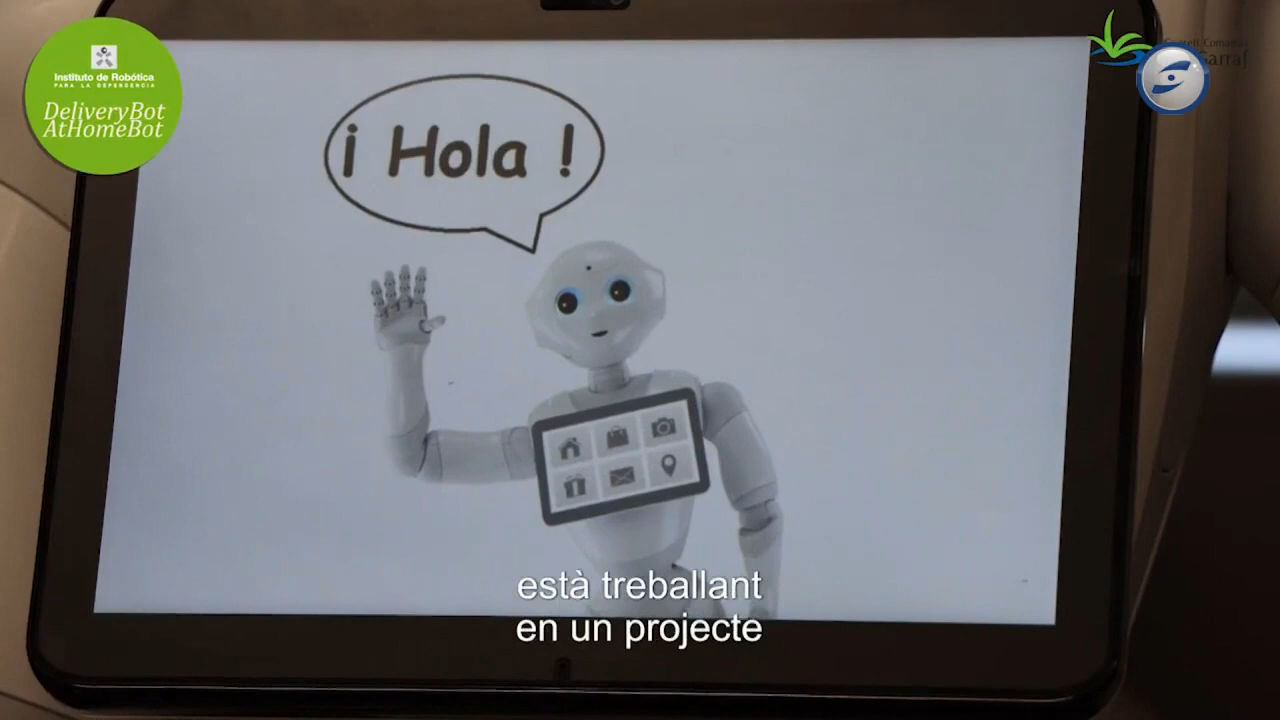 Instituto de Robótica
PARA LA DEPENDENCIA
DeliveryBot
AtHomeBot
¡ Hola !
està treballant
en un projecte